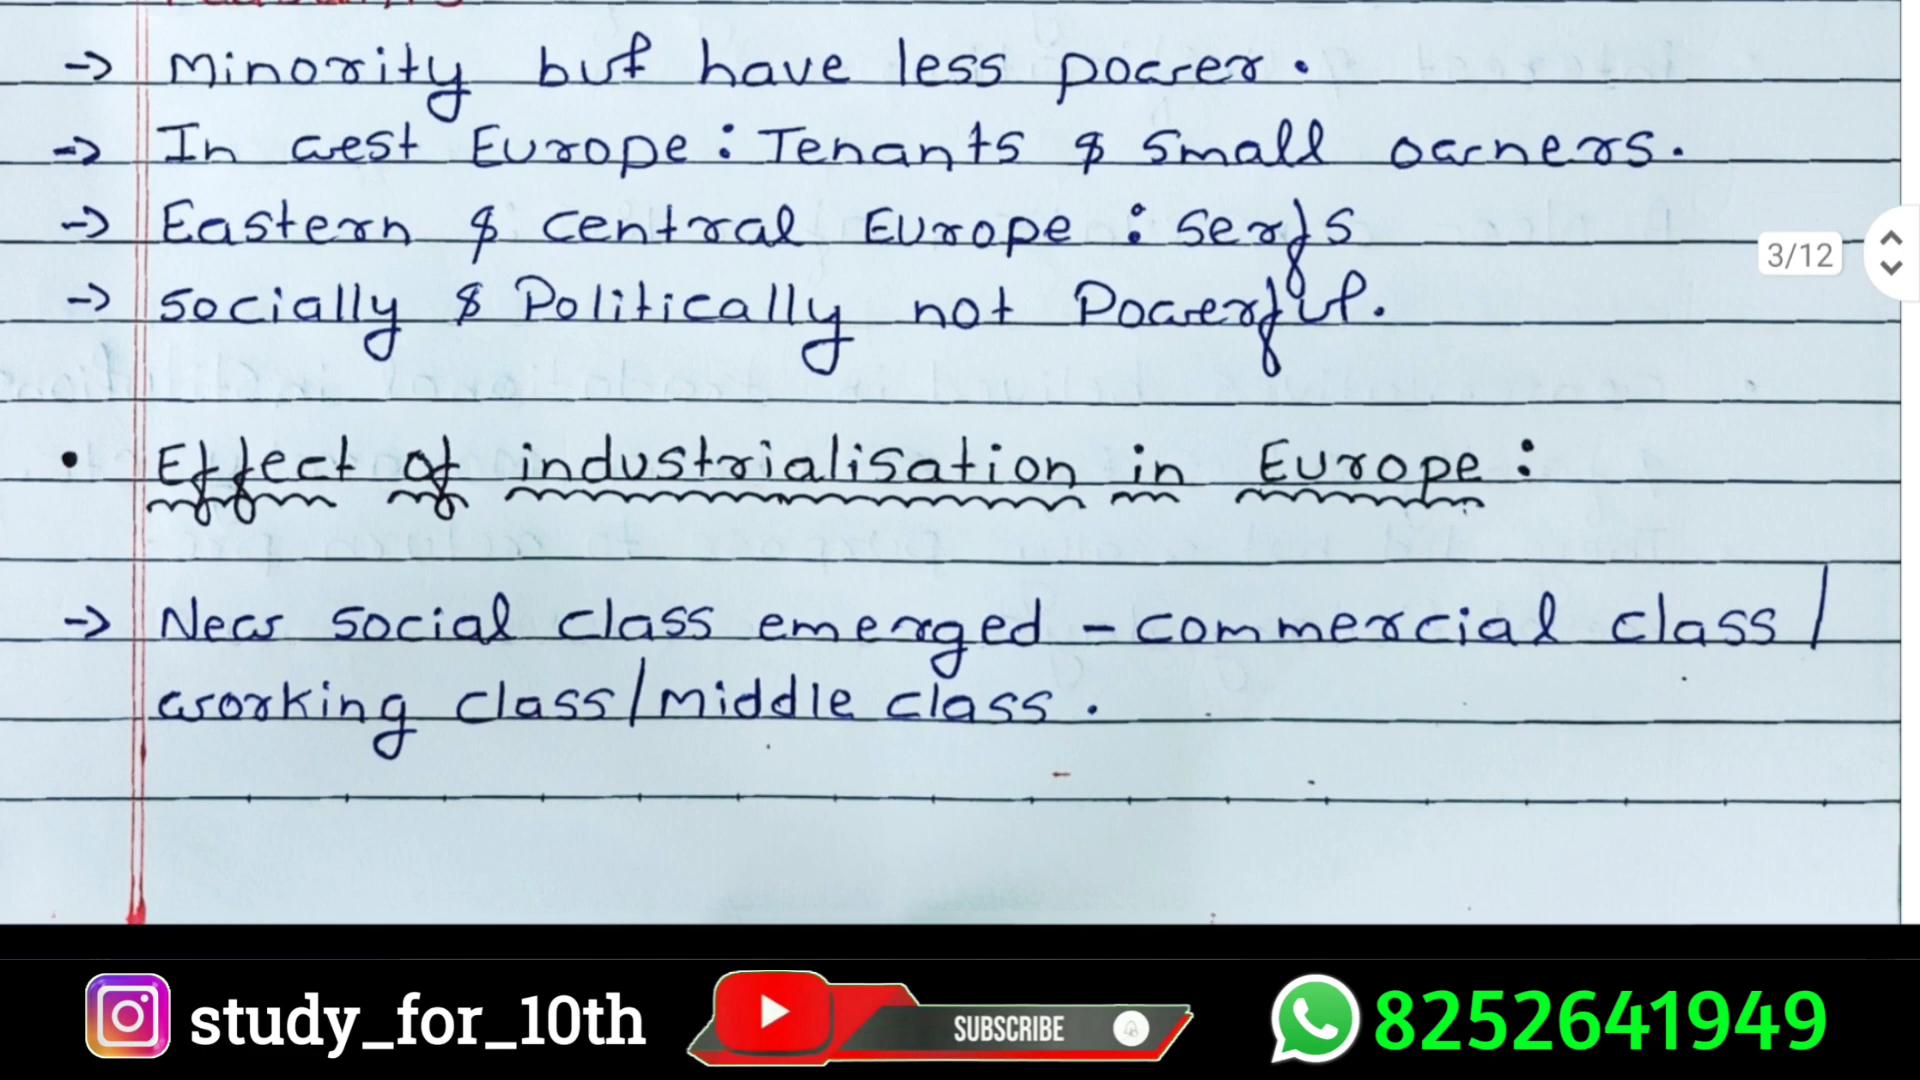 → Minority but have less power.
→ In west Europe : Tenants & small owners.
→ Eastern & central Europe : serfs
3/12
→ socially & Politically not Powerful.
• Effect of industrialisation in Europe :
→ New social class emerged - commercial class/
working class/middle class.
study_for_10th
SUBSCRIBE
8252641949